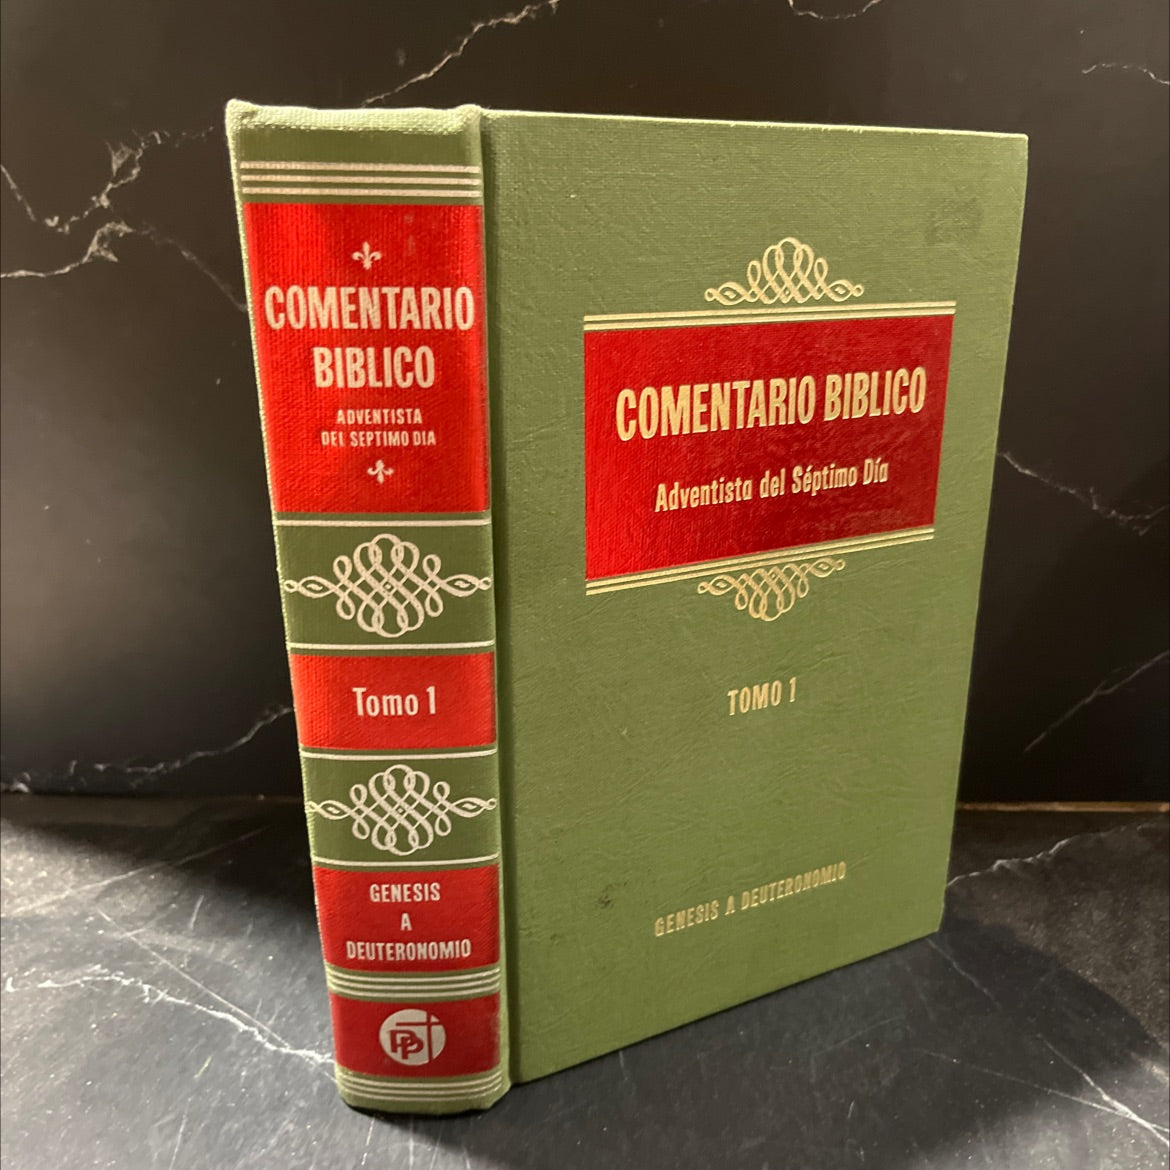 COMENTARIO
BIBLICO
ADVENTISTA
DEL SEPTIMO DIA
Tomo 1
GENESIS
A
DEUTERONOMIO
PP
COMENTARIO BIBLICO
Adventista del Séptimo Día
TOMO 1
GENESIS A DEUTERONOMIO